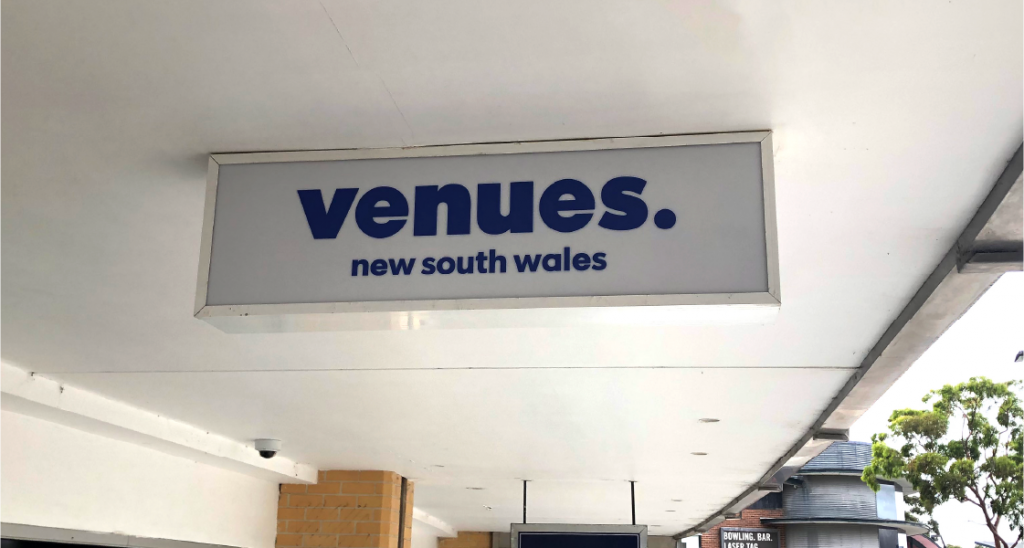 venues.
new south wales
BOWLING. BAR.
LASER TAG